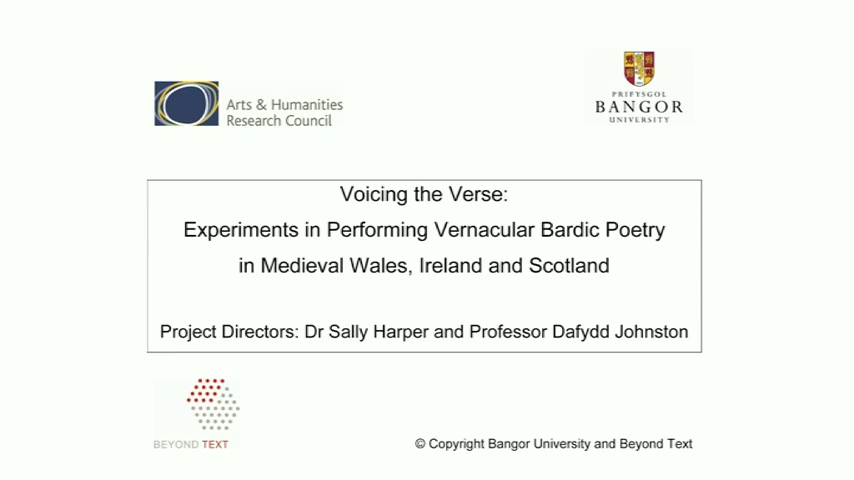 Arts & Humanities
Research Council
PRIFYSGOL
BANGOR
UNIVERSITY
Voicing the Verse:
Experiments in Performing Vernacular Bardic Poetry
in Medieval Wales, Ireland and Scotland
Project Directors: Dr Sally Harper and Professor Dafydd Johnston
BEYOND TEXT
© Copyright Bangor University and Beyond Text